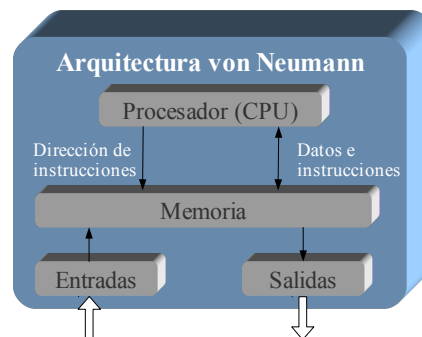 Arquitectura von Neumann
Procesador (CPU)
Dirección de
instrucciones
Datos e
instrucciones
Memoria
Entradas
Salidas